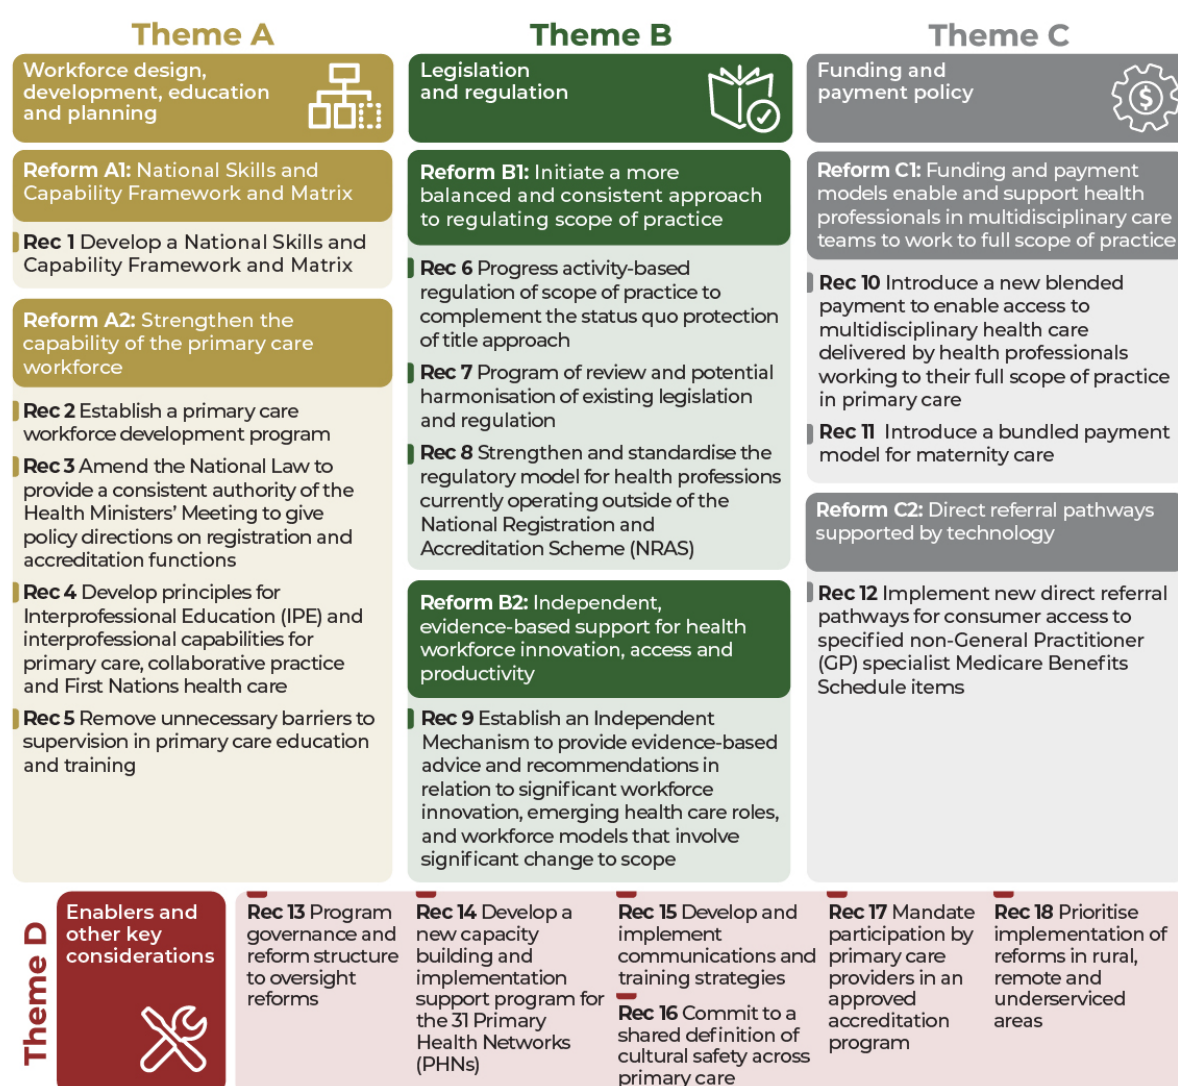 Theme A
Workforce design,
development, education
and planning
Reform A1: National Skills and
Capability Framework and Matrix
Rec 1 Develop a National Skills and
Capability Framework and Matrix
Reform A2: Strengthen the
capability of the primary care
workforce
Rec 2 Establish a primary care
workforce development program
Rec 3 Amend the National Law to
provide a consistent authority of the
Health Ministers' Meeting to give
policy directions on registration and
accreditation functions
Rec 4 Develop principles for
Interprofessional Education (IPE) and
interprofessional capabilities for
primary care, collaborative practice
and First Nations health care
Rec 5 Remove unnecessary barriers to
supervision in primary care education
and training
Theme B
Legislation
and regulation
Reform B1: Initiate a more
balanced and consistent approach
to regulating scope of practice
Rec 6 Progress activity-based
regulation of scope of practice to
complement the status quo protection
of title approach
Rec 7 Program of review and potential
harmonisation of existing legislation
and regulation
Rec 8 Strengthen and standardise the
regulatory model for health professions
currently operating outside of the
National Registration and
Accreditation Scheme (NRAS)
Reform B2: Independent,
evidence-based support for health
workforce innovation, access and
productivity
Rec 9 Establish an Independent
Mechanism to provide evidence-based
advice and recommendations in
relation to significant workforce
innovation, emerging health care roles,
and workforce models that involve
significant change to scope
Theme C
Funding and
payment policy
$
Reform C1: Funding and payment
models enable and support health
professionals in multidisciplinary care
teams to work to full scope of practice
Rec 10 Introduce a new blended
payment to enable access to
multidisciplinary health care
delivered by health professionals
working to their full scope of practice
in primary care
Rec 11 Introduce a bundled payment
model for maternity care
Reform C2: Direct referral pathways
supported by technology
Rec 12 Implement new direct referral
pathways for consumer access to
specified non-General Practitioner
(GP) specialist Medicare Benefits
Schedule items
Theme D
Enablers and
other key
considerations
Rec 13 Program
governance and
reform structure
to oversight
reforms
Rec 14 Develop a
new capacity
building and
implementation
support program for
the 31 Primary
Health Networks
(PHNs)
Rec 15 Develop and
implement
communications and
training strategies
Rec 16 Commit to a
shared definition of
cultural safety across
primary care
Rec 17 Mandate
participation by
primary care
providers in an
approved
accreditation
program
Rec 18 Prioritise
implementation of
reforms in rural,
remote and
underserviced
areas